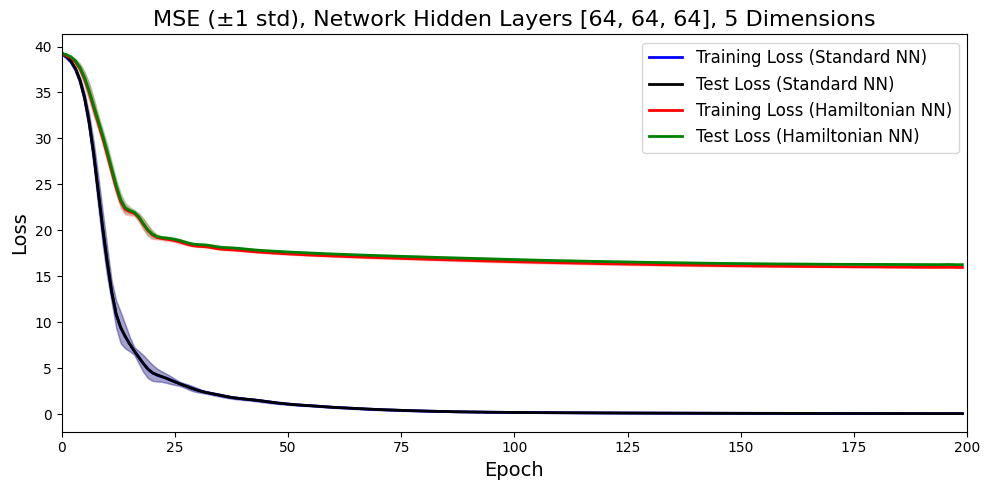 MSE (±1 std), Network Hidden Layers [64, 64, 64], 5 Dimensions
Training Loss (Standard NN)
Test Loss (Standard NN)
Training Loss (Hamiltonian NN)
Test Loss (Hamiltonian NN)
Loss
40
35
30
25
20
15
10
5
0
0 25 50 75 100 125 150 175 200
Epoch